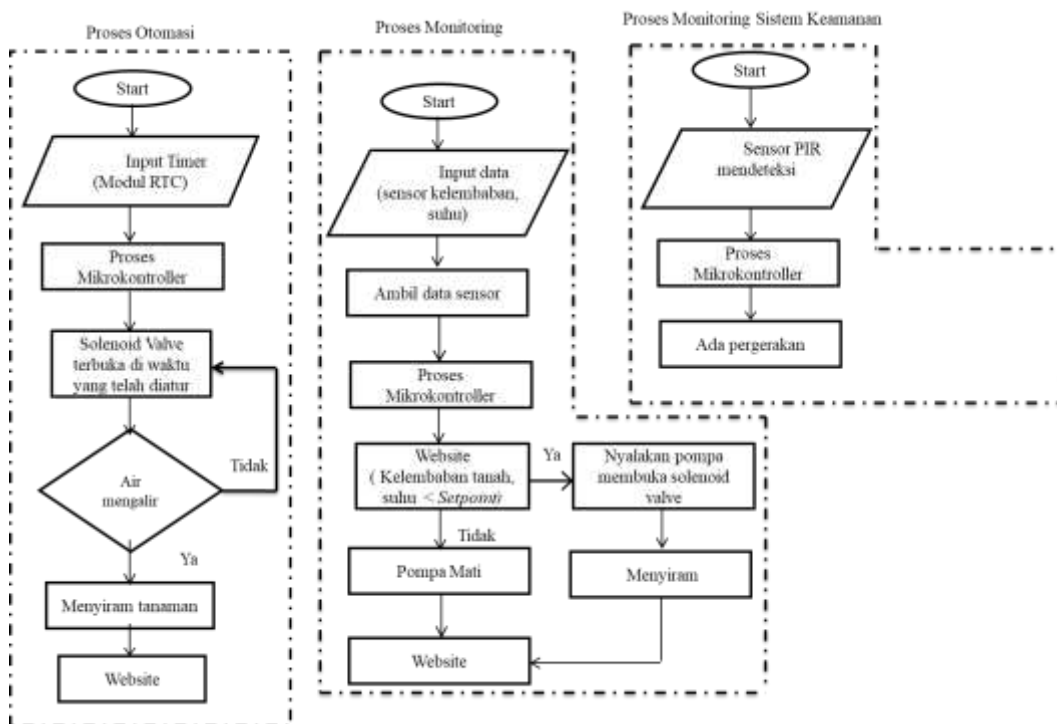 Proses Otomasi
Start
Input Timer
(Modul RTC)
Proses
Mikrokontroller
Solenoid Valve
terbuka di waktu
yang telah diatur
Tidak
Air
mengalir
Ya
Menyiram tanaman
Website
Proses Monitoring
Start
Input data
(sensor kelembaban,
suhu)
Ambil data sensor
Proses
Mikrokontroller
Website
( Kelembaban tanah,
suhu < Setpoint)
Ya
Nyalakan pompa
membuka solenoid
valve
Tidak
Pompa Mati
Menyiram
Website
Proses Monitoring Sistem Keamanan
Start
Sensor PIR
mendeteksi
Proses
Mikrokontroller
Ada pergerakan